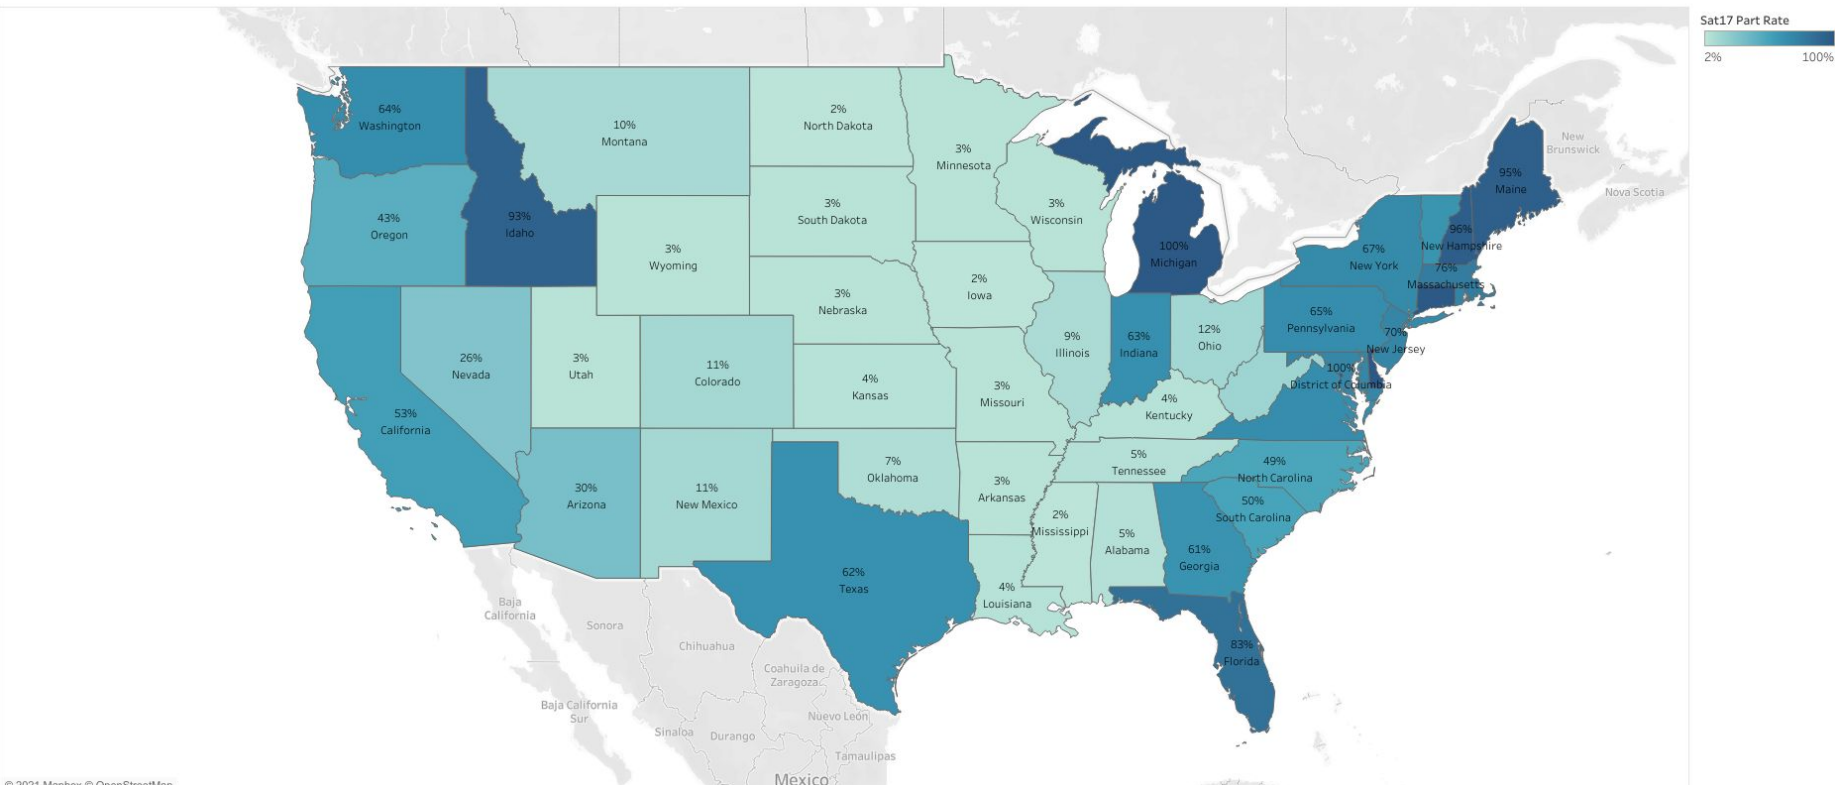 Sat17 Part Rate
2%
100%
64%
Washington
10%
Montana
2%
North Dakota
3%
Minnesota
New
Brunswick
Nova Scotia
95%
Maine
43%
Oregon
93%
Idaho
3%
South Dakota
3%
Wisconsin
96%
New Hampshire
3%
Wyoming
100%
Michigan
67%
New York
76%
Massachusetts
3%
Nebraska
2%
Iowa
65%
Pennsylvania
70%
New Jersey
26%
Nevada
3%
Utah
11%
Colorado
9%
Illinois
63%
Indiana
12%
Ohio
100%
District of Columbia
53%
California
4%
Kansas
3%
Missouri
4%
Kentucky
30%
Arizona
11%
New Mexico
7%
Oklahoma
3%
Arkansas
5%
Tennessee
49%
North Carolina
50%
South Carolina
2%
Mississippi
5%
Alabama
61%
Georgia
62%
Texas
4%
Louisiana
83%
Florida
Baja
California
Sonora
Chihuahua
Coahuila de
Zaragoza
Baja California
Sur
Sinaloa
Durango
Nuevo León
Tamaulipas
Mexico
© 2021 Mapbox © OpenStreetMap